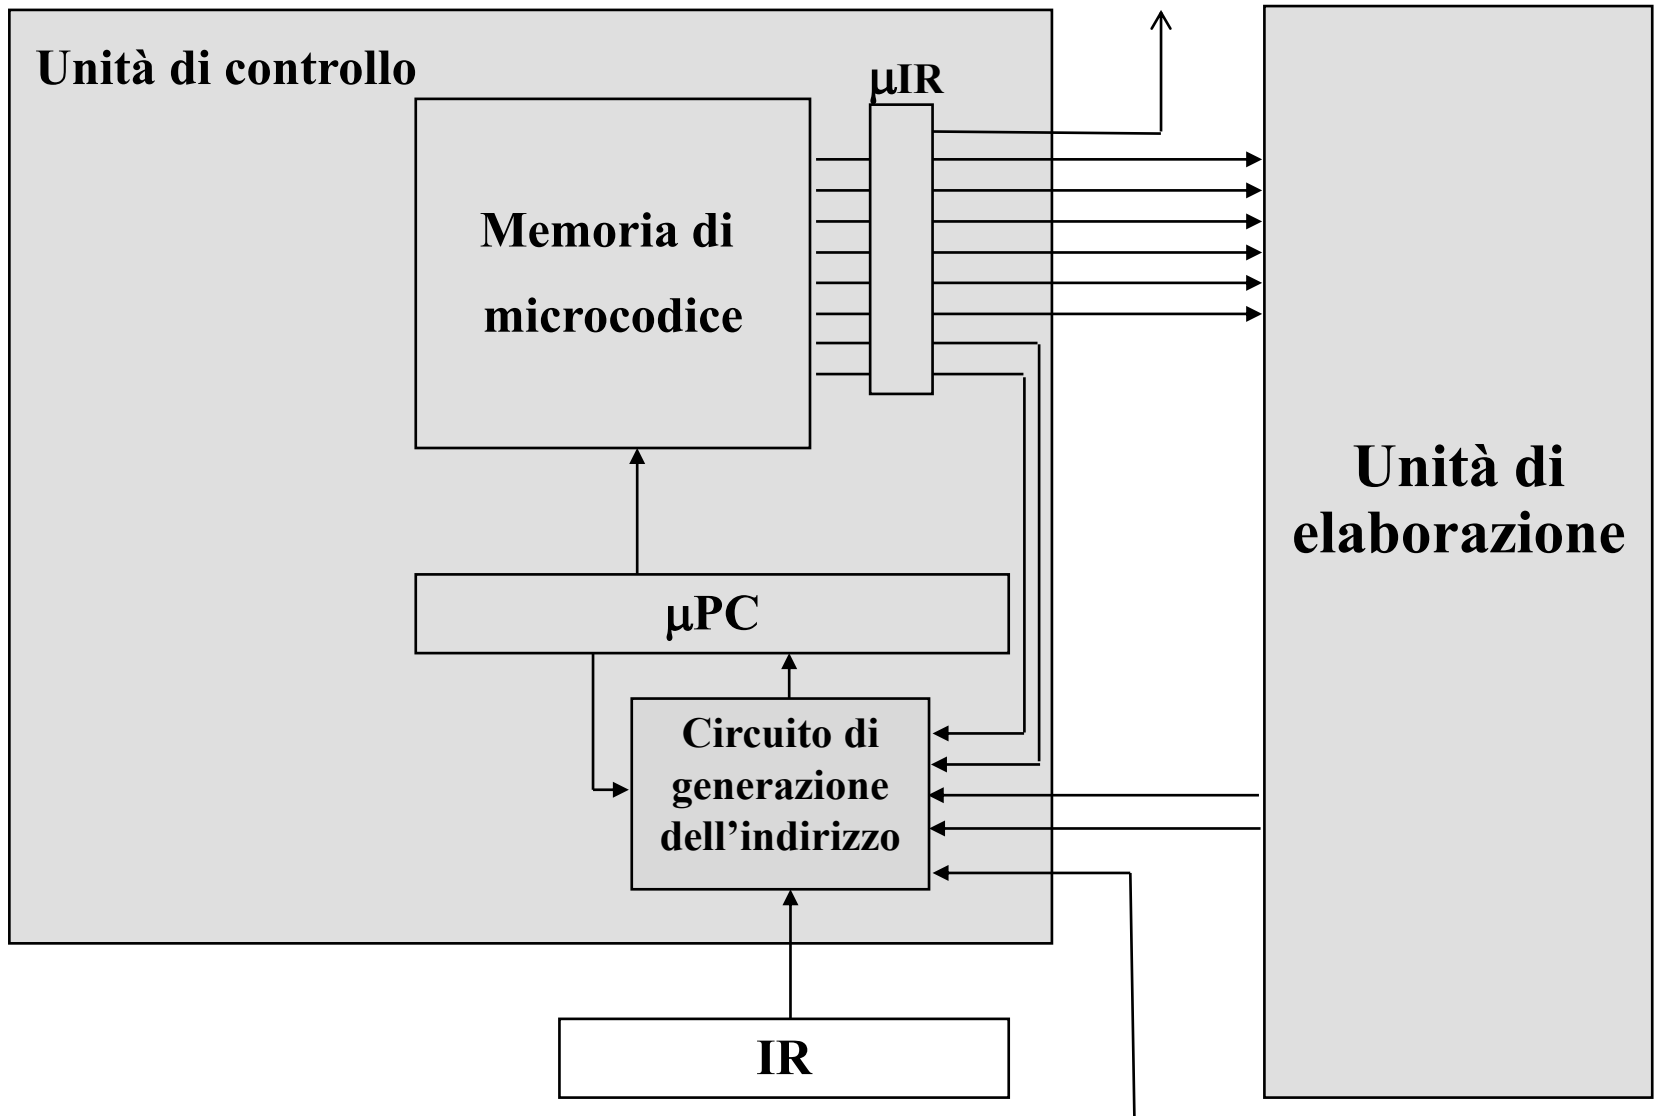 Unità di controllo
μIR
Memoria di
microcodice
Unità di
elaborazione
μPC
Circuito di
generazione
dell’indirizzo
IR